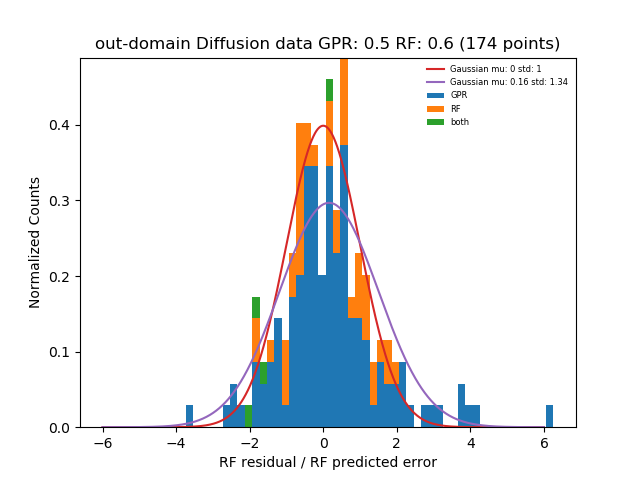 out-domain Diffusion data GPR: 0.5 RF: 0.6 (174 points)
Gaussian mu: 0 std: 1
Gaussian mu: 0.16 std: 1.34
GPR
RF
both
Normalized Counts
0.4
0.3
0.2
0.1
0.0
−6 −4 −2 0 2 4 6
RF residual / RF predicted error